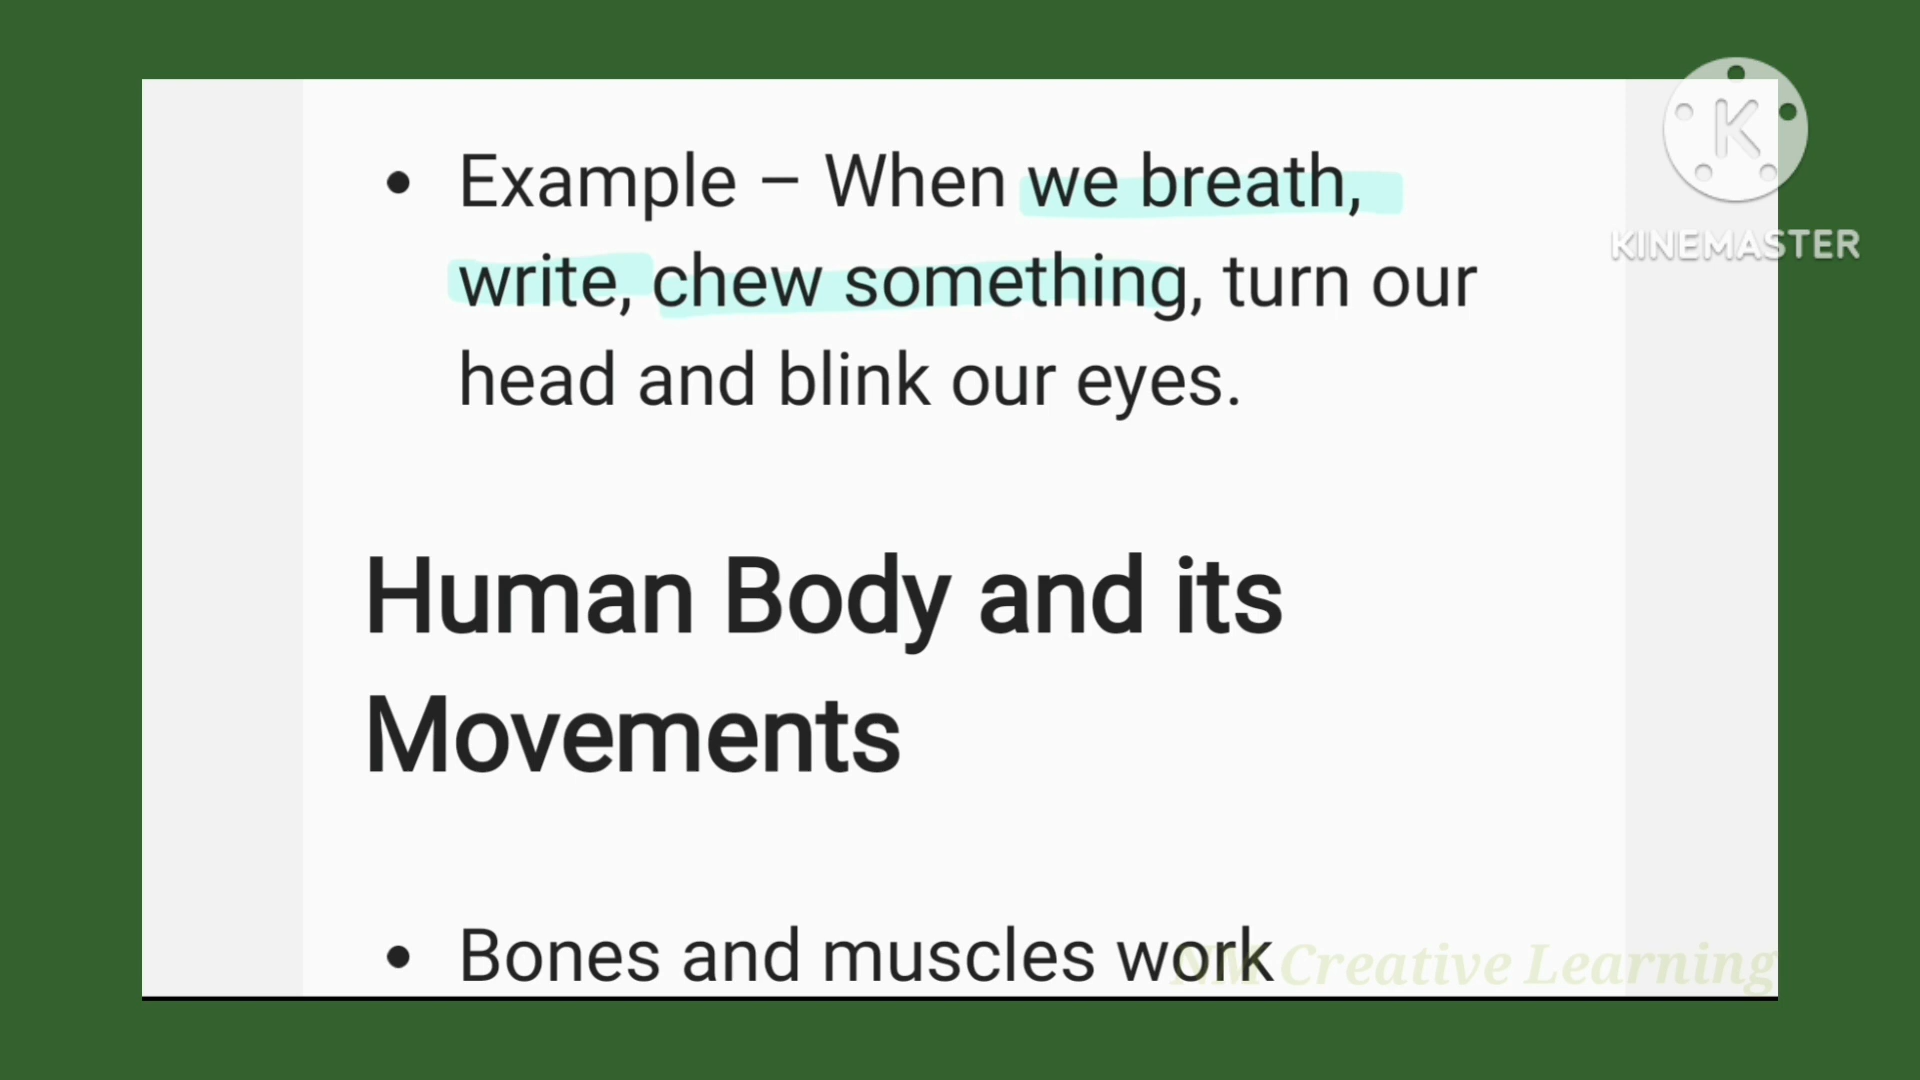 • Example – When we breath,
write, chew something, turn our
head and blink our eyes.
Human Body and its
Movements
• Bones and muscles work
NM Creative Learning
K
KINEMASTER